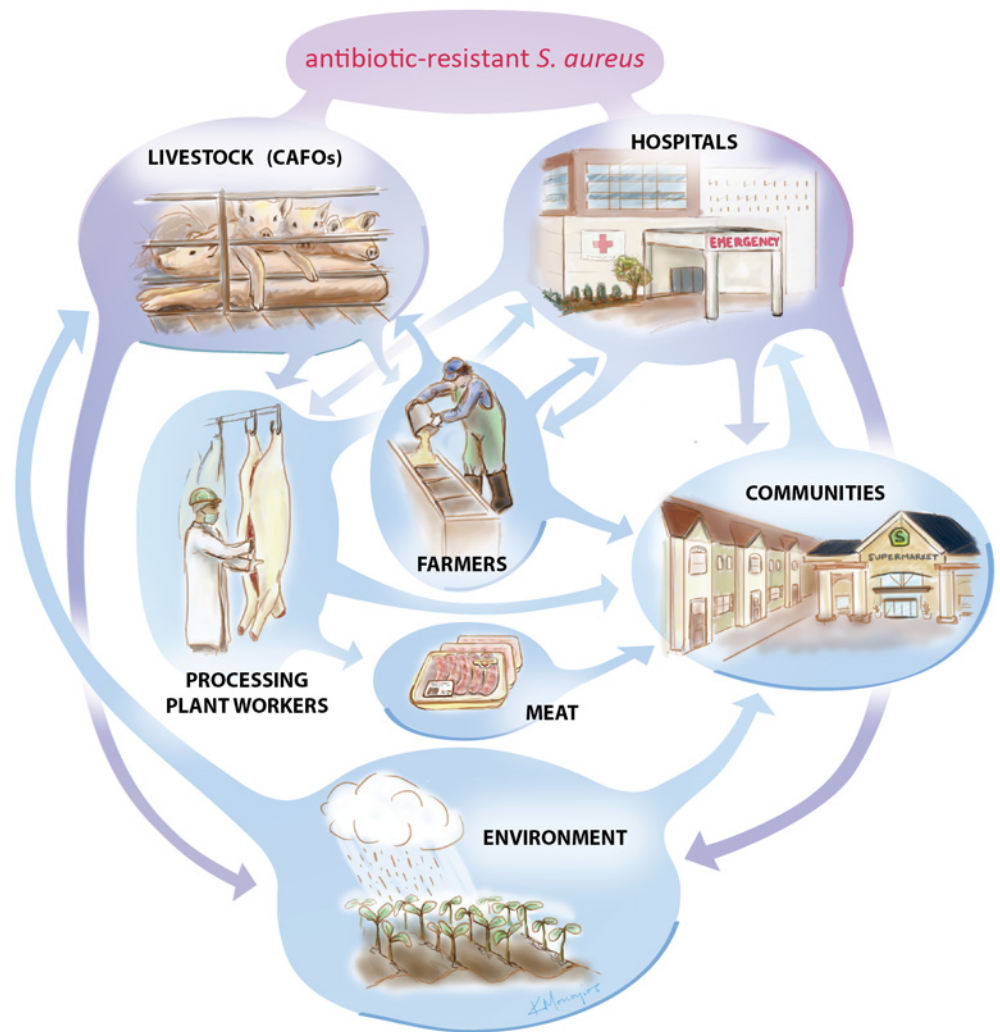 antibiotic-resistant S. aureus
LIVESTOCK (CAFOs)
HOSPITALS
EMERGENCY
FARMERS
COMMUNITIES
S
SUPERMARKET
PROCESSING
PLANT WORKERS
MEAT
ENVIRONMENT